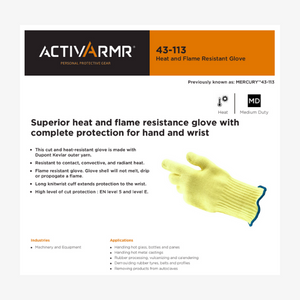 ACTIVARMR™
PERSONAL PROTECTIVE GEAR
43-113
Heat and Flame Resistant Glove
Previously known as: MERCURY™43-113
Heat
MD
Medium Duty
Superior heat and flame resistance glove with
complete protection for hand and wrist
• This cut and heat-resistant glove is made with
Dupont Kevlar outer yarn.
• Resistant to contact, convective, and radiant heat.
• Flame resistant glove. Glove shell will not melt, drip
or propogate a flame.
• Long knitwrist cuff extends protection to the wrist.
• High level of cut protection : EN level 5 and level E.
Industries
• Machinery and Equipment
Applications
• Handling hot glass, bottles and panes.
• Handling hot metal castings
• Rubber processing: vulcanizing and calendering
• Demoulding rubber tyres, belts and profiles
• Removing products from autoclaves